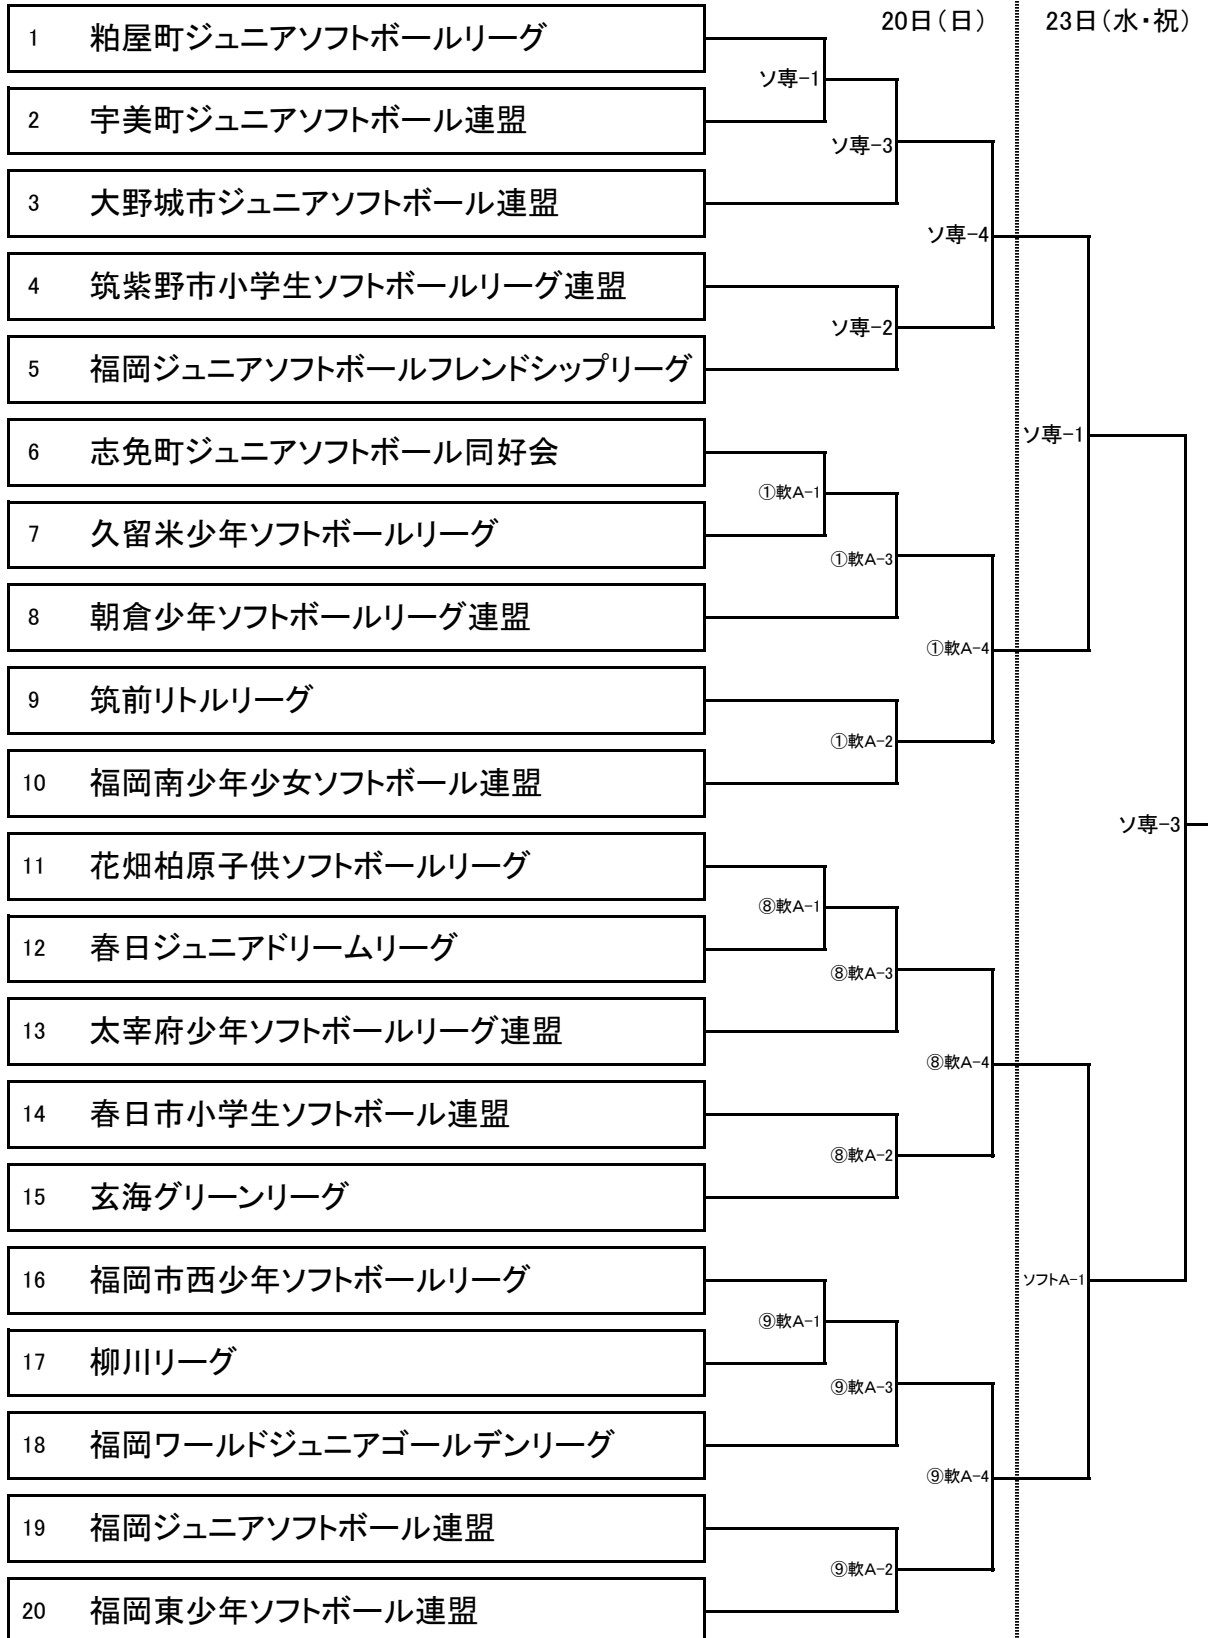 20日(日) 23日(水・祝)
1 粕屋町ジュニアソフトボールリーグ
ソ専-1
2 宇美町ジュニアソフトボール連盟
ソ専-3
3 大野城市ジュニアソフトボール連盟
ソ専-4
4 筑紫野市小学生ソフトボールリーグ連盟
ソ専-2
5 福岡ジュニアソフトボールフレンドシップリーグ
ソ専-1
6 志免町ジュニアソフトボール同好会
①軟A-1
7 久留米少年ソフトボールリーグ
①軟A-3
8 朝倉少年ソフトボールリーグ連盟
①軟A-4
9 筑前リトルリーグ
①軟A-2
10 福岡南少年少女ソフトボール連盟
ソ専-3
11 花畑柏原子供ソフトボールリーグ
⑧軟A-1
12 春日ジュニアドリームリーグ
⑧軟A-3
13 太宰府少年ソフトボールリーグ連盟
⑧軟A-4
14 春日市小学生ソフトボール連盟
⑧軟A-2
15 玄海グリーンリーグ
16 福岡市西少年ソフトボールリーグ
ソフトA-1
⑨軟A-1
17 柳川リーグ
⑨軟A-3
18 福岡ワールドジュニアゴールデンリーグ
⑨軟A-4
19 福岡ジュニアソフトボール連盟
⑨軟A-2
20 福岡東少年ソフトボール連盟